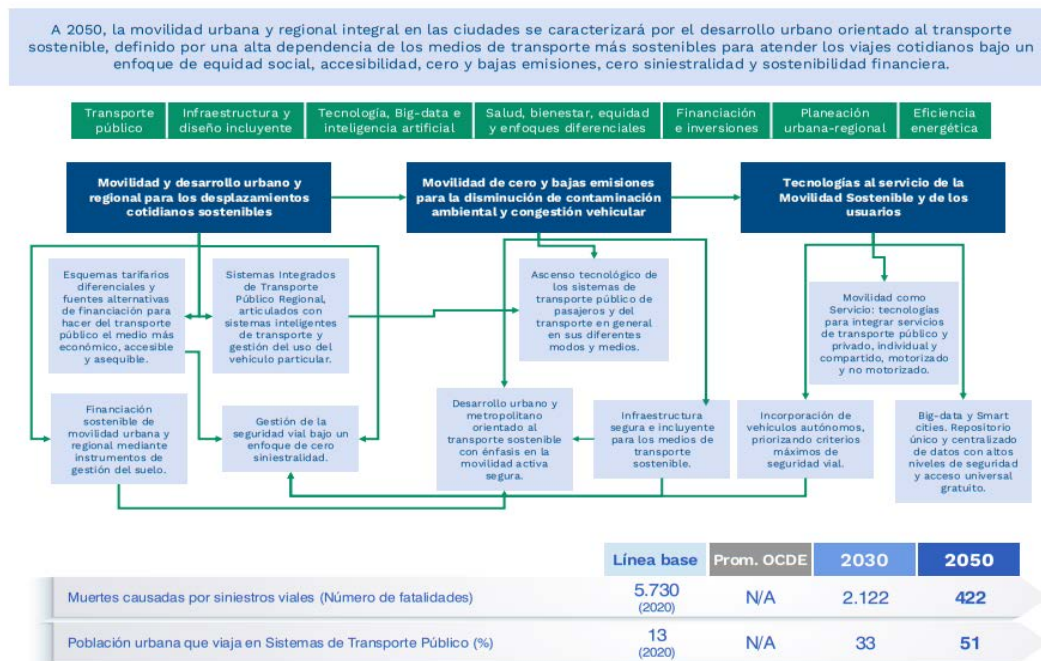 A 2050, la movilidad urbana y regional integral en las ciudades se caracterizará por el desarrollo urbano orientado al transporte
sostenible, definido por una alta dependencia de los medios de transporte más sostenibles para atender los viajes cotidianos bajo un
enfoque de equidad social, accesibilidad, cero y bajas emisiones, cero siniestralidad y sostenibilidad financiera.
Transporte
público
Infraestructura y
diseño incluyente
Tecnología, Big-data e
inteligencia artificial
Salud, bienestar, equidad
y enfoques diferenciales
Financiación
e inversiones
Planeación
urbana-regional
Eficiencia
energética
Movilidad y desarrollo urbano y
regional para los desplazamientos
cotidianos sostenibles
Movilidad de cero y bajas emisiones
para la disminución de contaminación
ambiental y congestión vehicular
Tecnologías al servicio de la
Movilidad Sostenible y de los
usuarios
Esquemas tarifarios
diferenciales y
fuentes alternativas
de financiación para
hacer del transporte
público el medio más
económico, accesible
y asequible.
Sistemas Integrados
de Transporte
Público Regional,
articulados con
sistemas inteligentes
de transporte y
gestión del uso del
vehículo particular.
Ascenso tecnológico de
los sistemas de
transporte público de
pasajeros y del
transporte en general
en sus diferentes
modos y medios.
Movilidad como
Servicio: tecnologías
para integrar servicios
de transporte público y
privado, individual y
compartido, motorizado y
no motorizado.
Financiación
sostenible de
movilidad urbana y
regional mediante
instrumentos de
gestión del suelo.
Gestión de la
seguridad vial bajo un
enfoque de cero
siniestralidad.
Desarrollo urbano y
metropolitano
orientado al
transporte sostenible
con énfasis en la
movilidad activa
segura.
Infraestructura
segura e incluyente
para los medios de
transporte
sostenible.
Incorporación de
vehículos autónomos,
priorizando criterios
máximos de
seguridad vial.
Big-data y Smart
cities. Repositorio
único y centralizado
de datos con altos
niveles de seguridad
y acceso universal
gratuito.
Línea base Prom. OCDE 2030 2050
Muertes causadas por siniestros viales (Número de fatalidades) 5.730 N/A 2.122 422
(2020)
Población urbana que viaja en Sistemas de Transporte Público (%) 13 N/A 33 51
(2020)